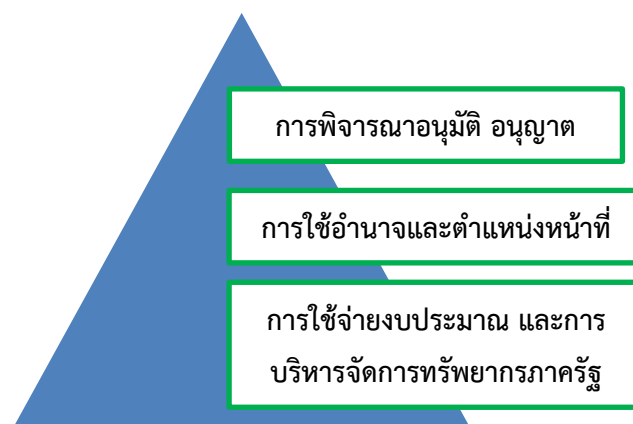 การพิจารณาอนุมัติ อนุญาต
การใช้อำนาจและตำแหน่งหน้าที่
การใช้จ่ายงบประมาณ และการ
บริหารจัดการทรัพยากรภาครัฐ